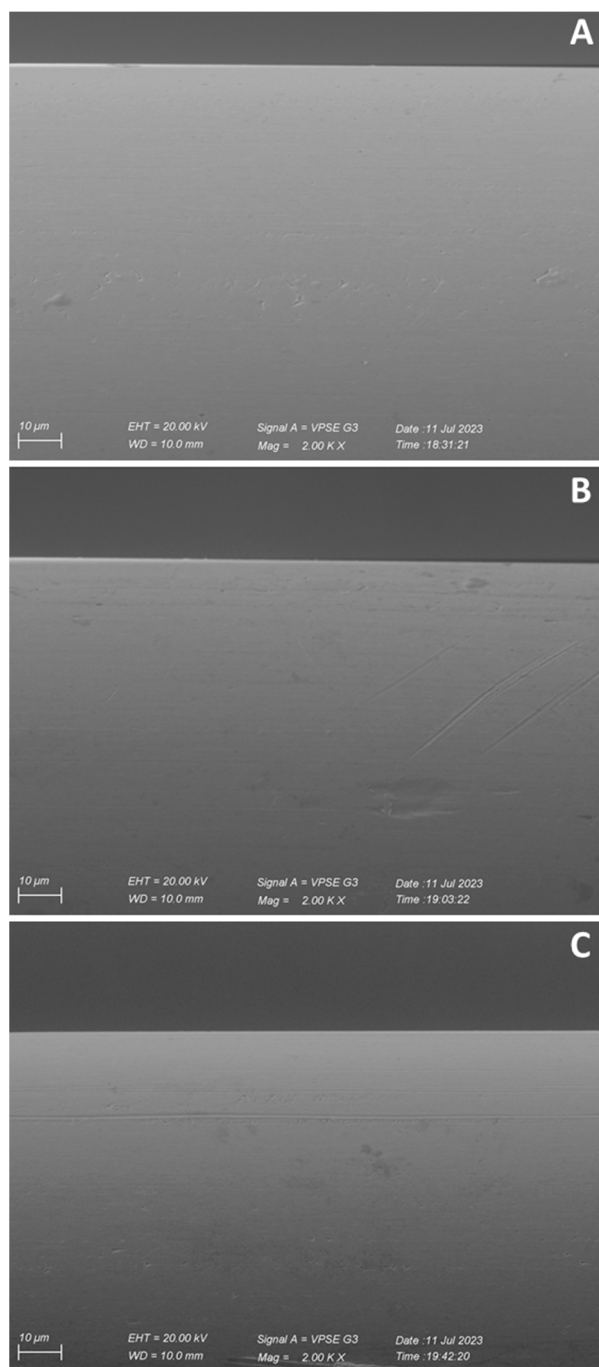 A
10 µm
EHT = 20.00 kV
WD = 10.0 mm
Signal A = VPSE G3
Mag = 2.00 K X
Date :11 Jul 2023
Time :18:31:21
B
10 µm
EHT = 20.00 kV
WD = 10.0 mm
Signal A = VPSE G3
Mag = 2.00 K X
Date :11 Jul 2023
Time :19:03:22
C
10 µm
EHT = 20.00 kV
WD = 10.0 mm
Signal A = VPSE G3
Mag = 2.00 K X
Date :11 Jul 2023
Time :19:42:20